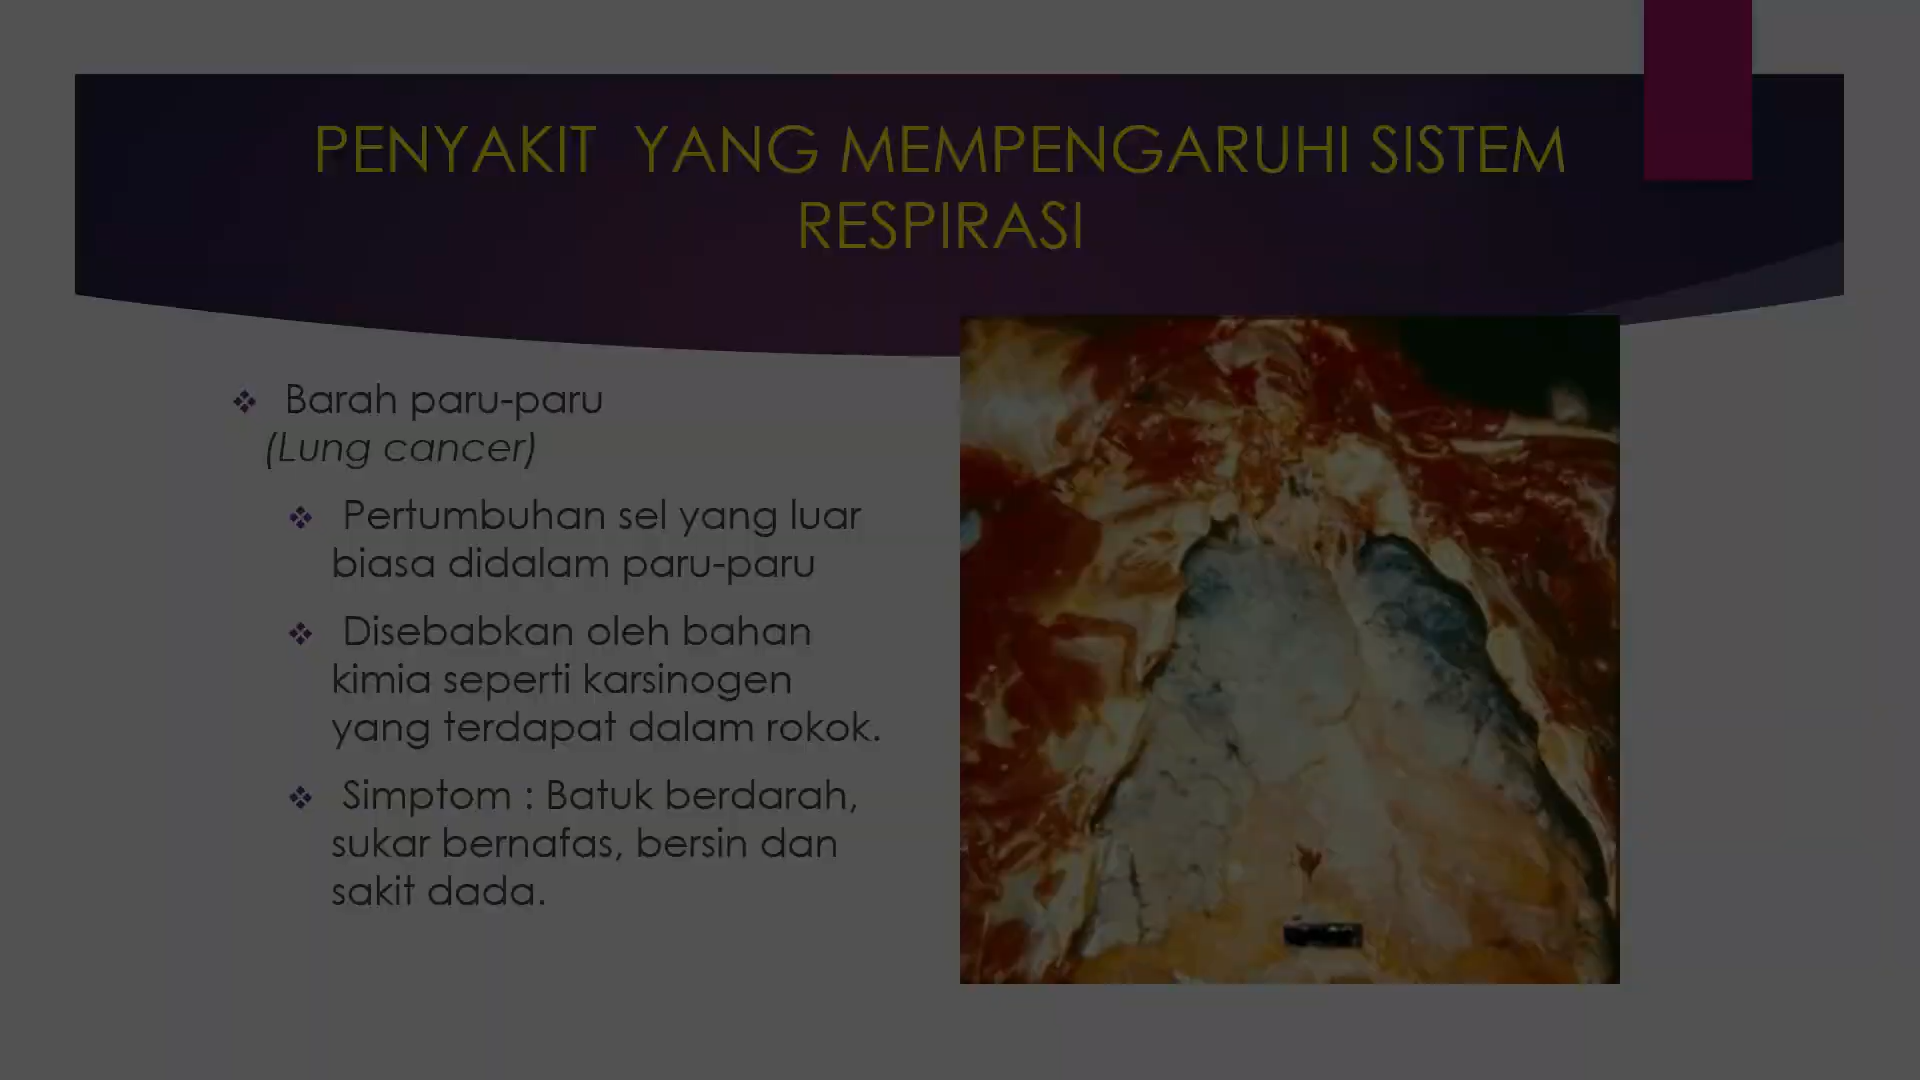 PENYAKIT YANG MEMPENGARUHI SISTEM
RESPIRASI
Barah paru-paru
(Lung cancer)
Pertumbuhan sel yang luar
biasa didalam paru-paru
Disebabkan oleh bahan
kimia seperti karsinogen
yang terdapat dalam rokok.
Simptom : Batuk berdarah,
sukar bernafas, bersin dan
sakit dada.